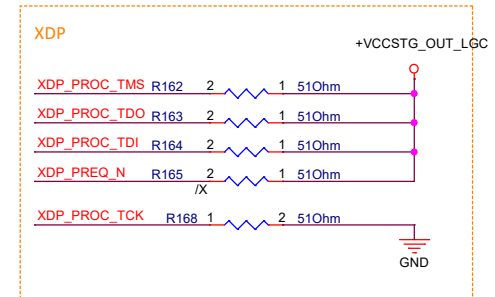 XDP
+VCCSTG_OUT_LGC
XDP_PROC_TMS R162 2 1 51Ohm
XDP_PROC_TDO R163 2 1 51Ohm
XDP_PROC_TDI R164 2 1 51Ohm
XDP_PREQ_N R165 2 1 51Ohm
/X
XDP_PROC_TCK R168 1 2 51Ohm
GND